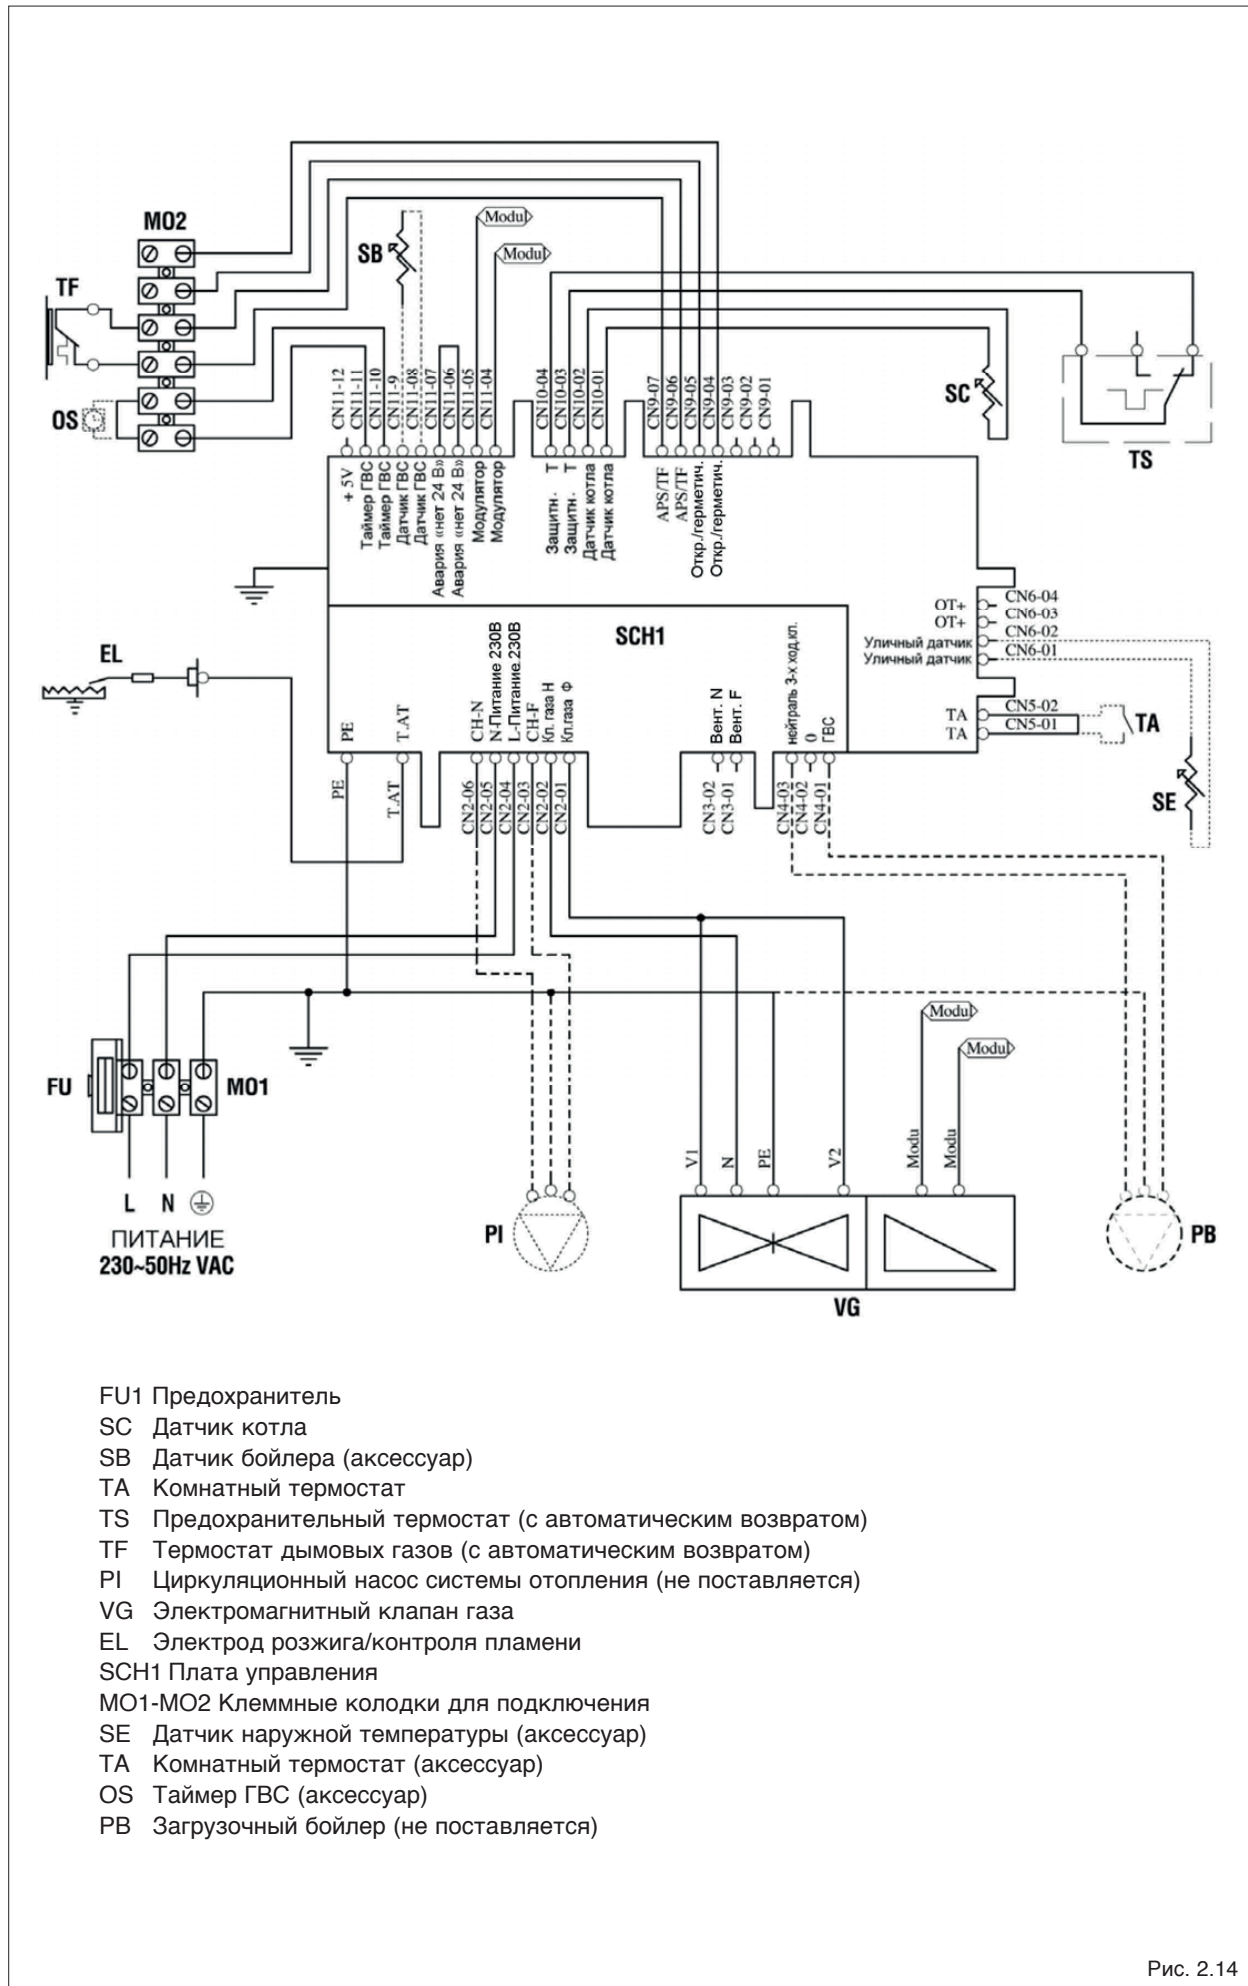 MO2
TF
OS
SB
Modul
Modul
SC
TS
CN11-12
CN11-11
CN11-10
CN11-9
CN11-08
CN11-07
CN11-06
CN11-05
CN11-04
CN10-04
CN10-03
CN10-02
CN10-01
CN9-07
CN9-06
CN9-05
CN9-04
CN9-03
CN9-02
CN9-01
+ 5V
Таймер ГВС
Таймер ГВС
Датчик ГВС
Датчик ГВС
Авария «нет 24 В»
Авария «нет 24 В»
Модулятор
Модулятор
Защитн. T
Защитн. T
Датчик котла
Датчик котла
APS/TF
APS/TF
Откр./герметич.
Откр./герметич.
SCH1
EL
OT+ CN6-04
OT+ CN6-03
Уличный датчик CN6-02
Уличный датчик CN6-01
TA CN5-02
TA CN5-01
TA
SE
PE
T.AT
CH-N
N-Питание 230В
L-Питание.230В
CH-F
Кл. газа Н
Кл.газа Ф
Вент. N
Вент. F
нейтраль 3-х ход.кл.
0
ГВС
PE
T.AT
CN2-06
CN2-05
CN2-04
CN2-03
CN2-02
CN2-01
CN3-02
CN3-01
CN4-03
CN4-02
CN4-01
FU
MO1
L N
ПИТАНИЕ
230~50Hz VAC
PI
V1
N
PE
V2
Modul
Modul
Modu
Modu
VG
PB
FU1 Предохранитель
SC Датчик котла
SB Датчик бойлера (аксессуар)
TA Комнатный термостат
TS Предохранительный термостат (с автоматическим возвратом)
TF Термостат дымовых газов (с автоматическим возвратом)
PI Циркуляционный насос системы отопления (не поставляется)
VG Электромагнитный клапан газа
EL Электрод розжига/контроля пламени
SCH1 Плата управления
MO1-MO2 Клеммные колодки для подключения
SE Датчик наружной температуры (аксессуар)
TA Комнатный термостат (аксессуар)
OS Таймер ГВС (аксессуар)
PB Загрузочный бойлер (не поставляется)
Рис. 2.14